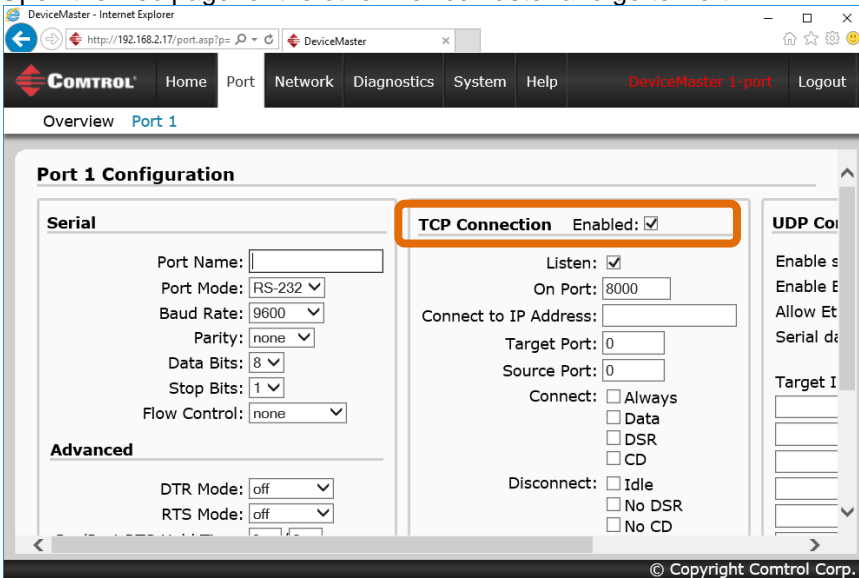 DeviceMaster - Internet Explorer
http://192.168.2.17/port.asp?p= DeviceMaster
COMTROL Home Port Network Diagnostics System Help DeviceMaster 1-port Logout
Overview Port 1
Port 1 Configuration
Serial
Port Name:
Port Mode: RS-232
Baud Rate: 9600
Parity: none
Data Bits: 8
Stop Bits: 1
Flow Control: none
Advanced
DTR Mode: off
RTS Mode: off
TCP Connection Enabled:
Listen:
On Port: 8000
Connect to IP Address:
Target Port: 0
Source Port: 0
Connect: Always
Data
DSR
CD
Disconnect: Idle
No DSR
No CD
UDP
Enable
Enable
Allow
Serial
Target
© Copyright Comtrol Corp.